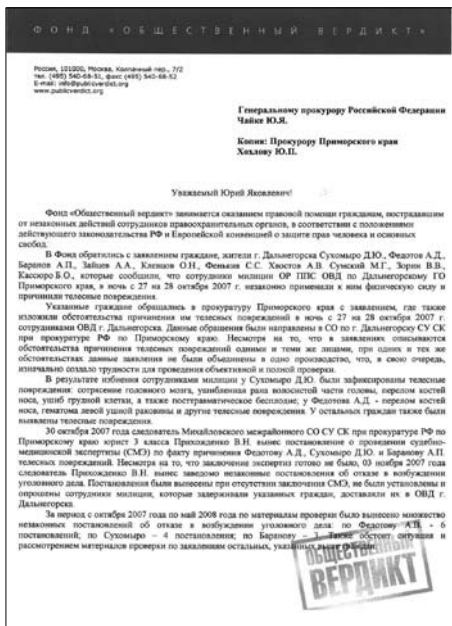 ФОНД «ОБЩЕСТВЕННЫЙ ВЕРДИКТ»
Россия, 101000, Москва, Колпачный пер., 7/2
тел. (495) 540-68-51, факс (495) 540-68-52
E-mail: info@publicverdict.org
www.publicverdict.org
Генеральному прокурору Российской Федерации
Чайке Ю.Я.
Копия: Прокурору Приморского края
Хохлову Ю.П.
Уважаемый Юрий Яковлевич!
Фонд «Общественный вердикт» занимается оказанием правовой помощи гражданам, пострадавшим
от незаконных действий сотрудников правоохранительных органов, в соответствии с положениями
действующего законодательства РФ и Европейской конвенцией о защите прав человека и основных
свобод.
В Фонд обратились с заявлением граждане, жители г. Дальнегорска Сухомыро Д.Ю., Федотов А.Д.,
Баранов А.П., Зайцев А.А., Клевцов О.Н., Фенькив С.С. Хвостов А.В. Сумский М.Г., Зорин В.В.,
Касскоро Б.О., которые сообщили, что сотрудники милиции ОР ППС ОВД по Дальнегорскому ГО
Приморского края, в ночь с 27 на 28 октября 2007 г. незаконно применяли к ним физическую силу и
причинили телесные повреждения.
Указанные граждане обращались в прокуратуру Приморского края с заявлением, где также
изложили обстоятельства причинения им телесных повреждений в ночь с 27 на 28 октября 2007 г.
сотрудниками ОВД г. Дальнегорска. Данные обращения были направлены в СО по г. Дальнегорску СУ СК
при прокуратуре РФ по Приморскому краю. Несмотря на то, что в заявлениях описываются
обстоятельства причинения телесных повреждений одними и теми же лицами, при одних и тех же
обстоятельствах данные заявления не были объединены в одно производство, что, в свою очередь,
изначально создало трудности для проведения объективной и полной проверки.
В результате избиения сотрудниками милиции у Сухомыро Д.Ю. были зафиксированы телесные
повреждения: сотрясение головного мозга, ушибленная рана волосистой части головы, перелом костей
носа, ушиб грудной клетки, а также посттравматическое бесплодие; у Федотова А.Д. - перелом костей
носа, гематома левой ушной раковины и другие телесные повреждения. У остальных граждан также были
выявлены телесные повреждения.
30 октября 2007 года следователь Михайловского межрайонного СО СУ СК при прокуратуре РФ по
Приморскому краю юрист 3 класса Прихожденко В.Н. вынес постановление о проведении судебно-
медицинской экспертизы (СМЭ) по факту причинения Федотову А.Д., Сухомыро Д.Ю. и Баранову А.П.
телесных повреждений. Несмотря на то, что заключение экспертиз готово не было, 03 ноября 2007 года
следователь Прихожденко В.Н. вынес заведомо незаконные постановления об отказе в возбуждении
уголовного дела. Постановления были вынесены при отсутствии заключения СМЭ, не были установлены и
опрошены сотрудники милиции, которые задерживали указанных граждан, доставляли их в ОВД г.
Дальнегорска.
За период с октября 2007 года по май 2008 года по материалам проверки было вынесено множество
незаконных постановлений об отказе в возбуждении уголовного дела: по Федотову А.В. - 6
постановлений; по Сухомыро – 4 постановления; по Баранову – 3. Также обстоит ситуация и
рассмотрением материалов проверки по заявлениям остальных, указанных выше граждан.
ОБЩЕСТВЕННЫЙ
ВЕРДИКТ